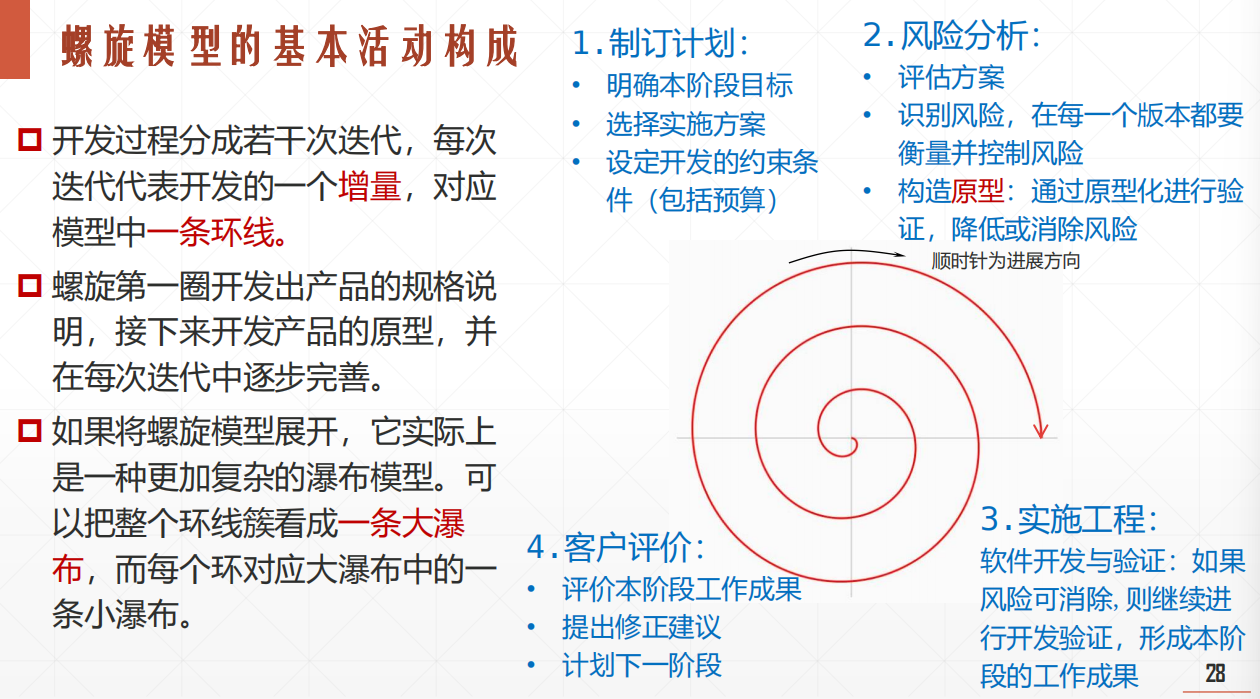 螺旋模型的基本活动构成
开发过程分成若干次迭代，每次
迭代代表开发的一个增量，对应
模型中一条环线。
螺旋第一圈开发出产品的规格说
明，接下来开发产品的原型，并
在每次迭代中逐步完善。
如果将螺旋模型展开，它实际上
是一种更加复杂的瀑布模型。可
以把整个环线簇看成一条大瀑
布，而每个环对应大瀑布中的一
条小瀑布。
1.制订计划：
• 明确本阶段目标
• 选择实施方案
• 设定开发的约束条
件（包括预算）
2.风险分析：
• 评估方案
• 识别风险，在每一个版本都要
衡量并控制风险
• 构造原型：通过原型化进行验
证，降低或消除风险
顺时针为进展方向
3.实施工程：
软件开发与验证：如果
风险可消除,则继续进
行开发验证，形成本阶
段的工作成果
4.客户评价：
• 评价本阶段工作成果
• 提出修正建议
• 计划下一阶段
28